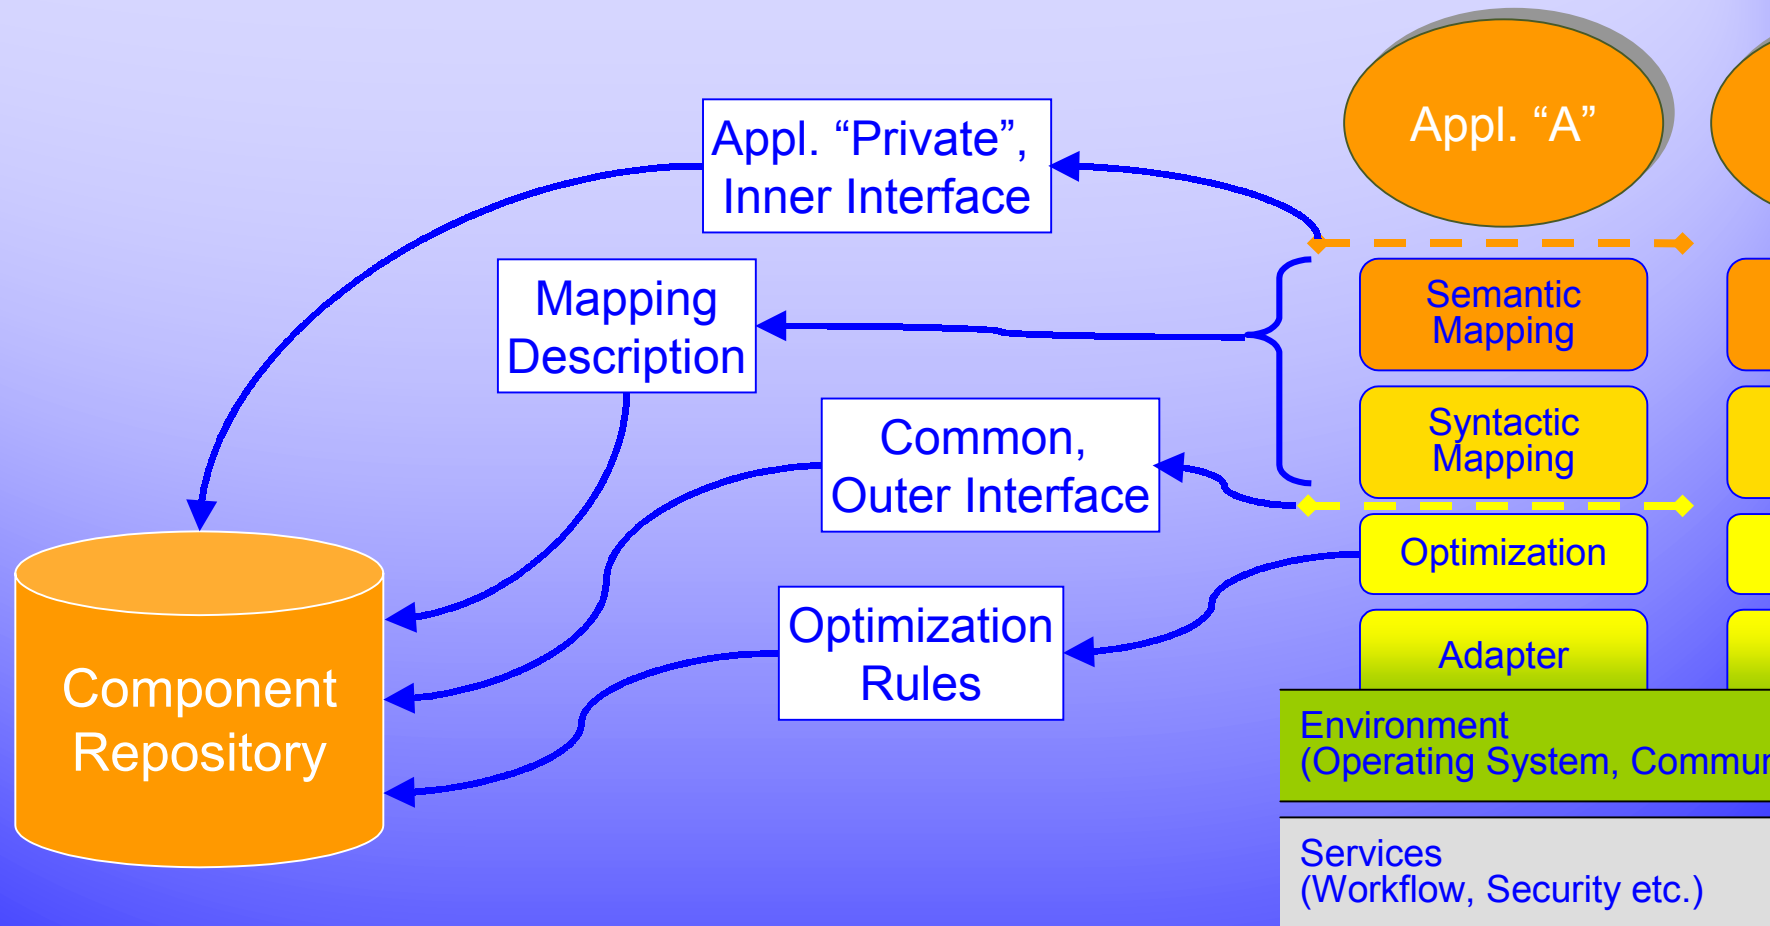 Appl. “A”
Appl. “Private”,
Inner Interface
Mapping
Description
Semantic
Mapping
Common,
Outer Interface
Syntactic
Mapping
Optimization
Optimization
Rules
Adapter
Component
Repository
Environment
(Operating System,
Services
(Workflow, Security etc.)